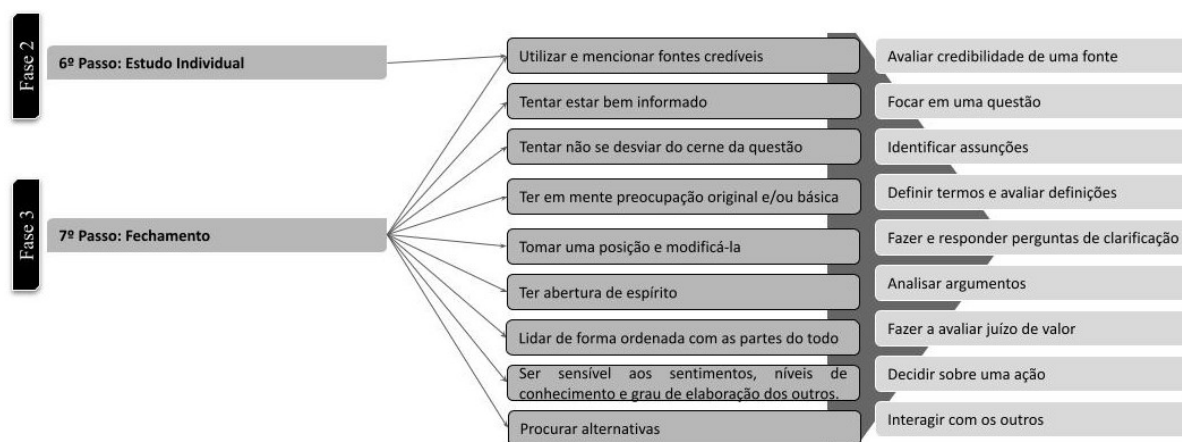 Fase 2
6º Passo: Estudo Individual
Fase 3
7º Passo: Fechamento
Utilizar e mencionar fontes credíveis
Tentar estar bem informado
Tentar não se desviar do cerne da questão
Ter em mente preocupação original e/ou básica
Tomar uma posição e modificá-la
Ter abertura de espírito
Lidar de forma ordenada com as partes do todo
Ser sensível aos sentimentos, níveis de
conhecimento e grau de elaboração dos outros.
Procurar alternativas
Avaliar credibilidade de uma fonte
Focar em uma questão
Identificar assunções
Definir termos e avaliar definições
Fazer e responder perguntas de clarificação
Analisar argumentos
Fazer a avaliar juízo de valor
Decidir sobre uma ação
Interagir com os outros